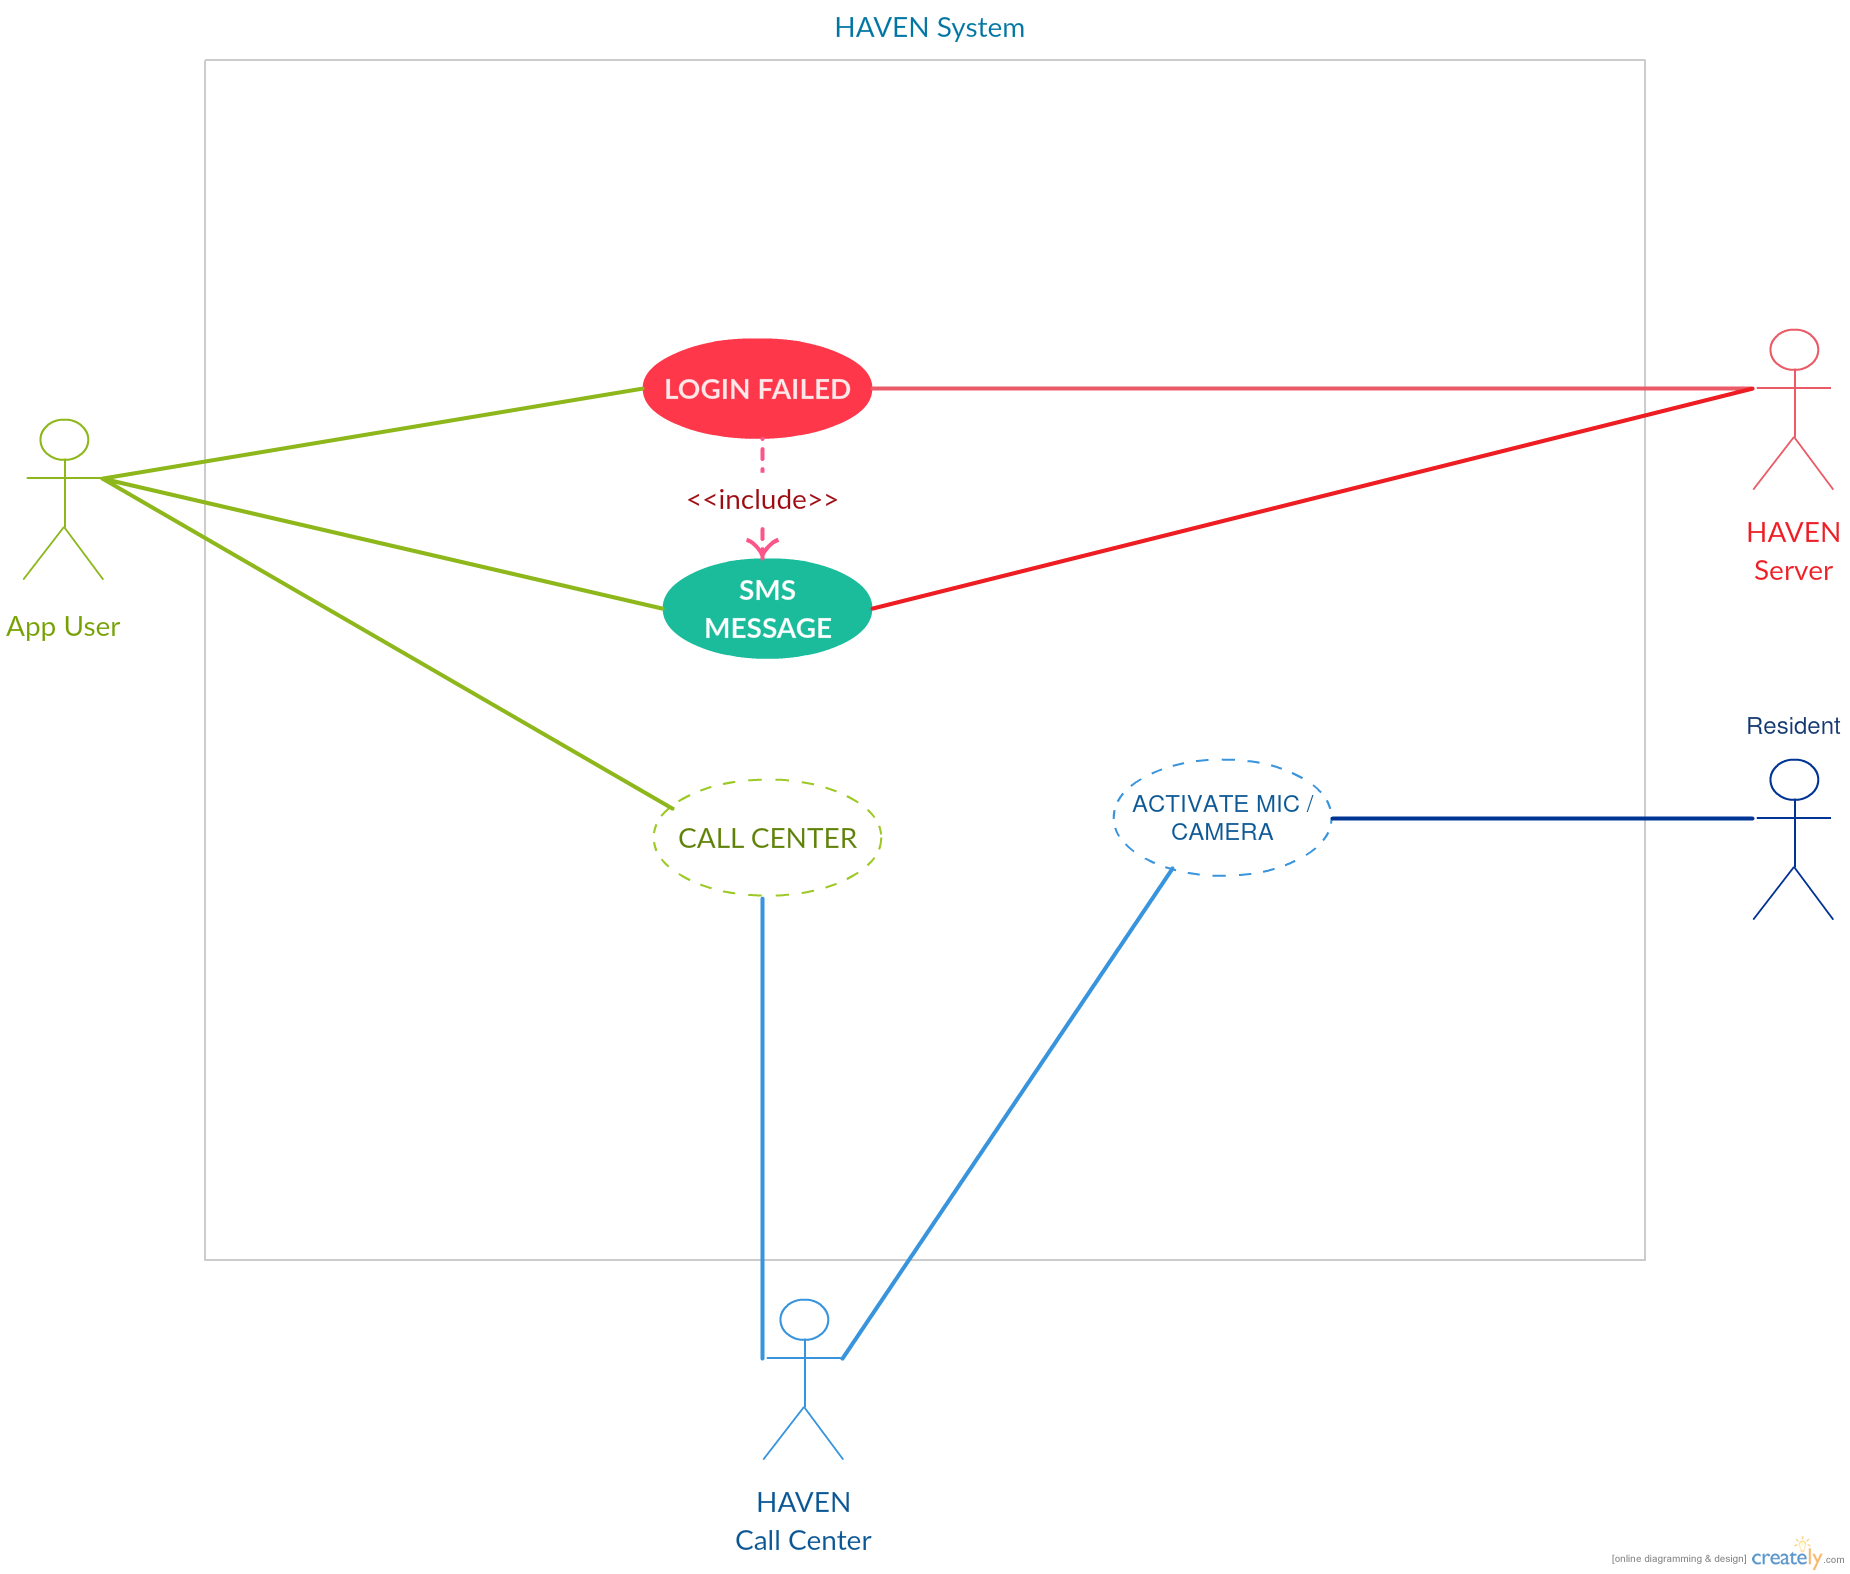 HAVEN System
LOGIN FAILED
<<include>>
SMS
MESSAGE
App User
HAVEN
Server
Resident
CALL CENTER
ACTIVATE MIC /
CAMERA
HAVEN
Call Center
[online diagramming & design] creately.com